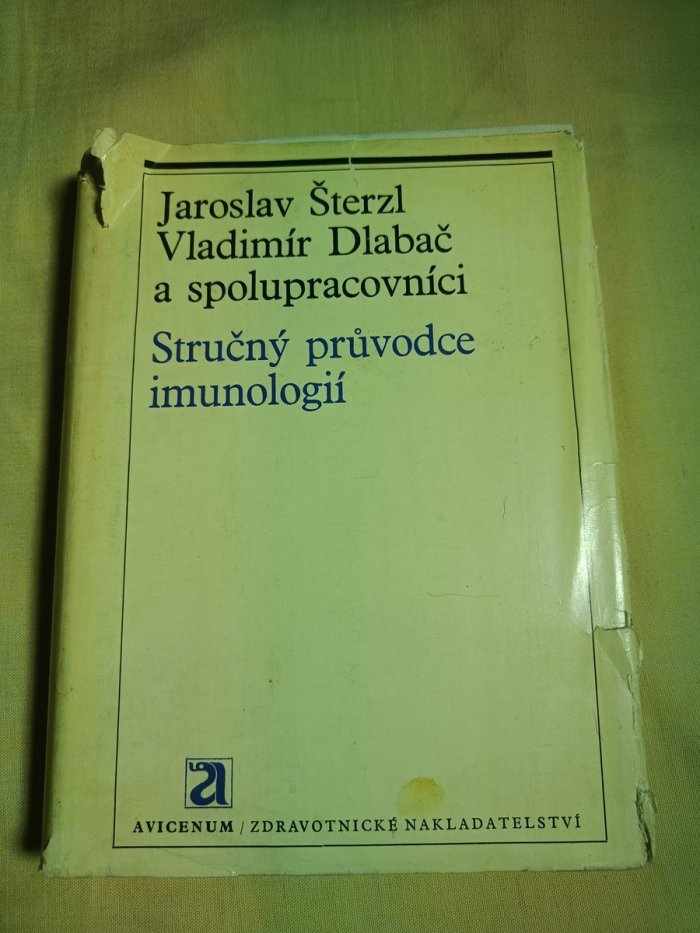 Jaroslav Šterzl
Vladimír Dlabač
a spolupracovníci
Stručný průvodce
imunologií
AVICENUM / ZDRAVOTNICKÉ NAKLADATELSTVÍ